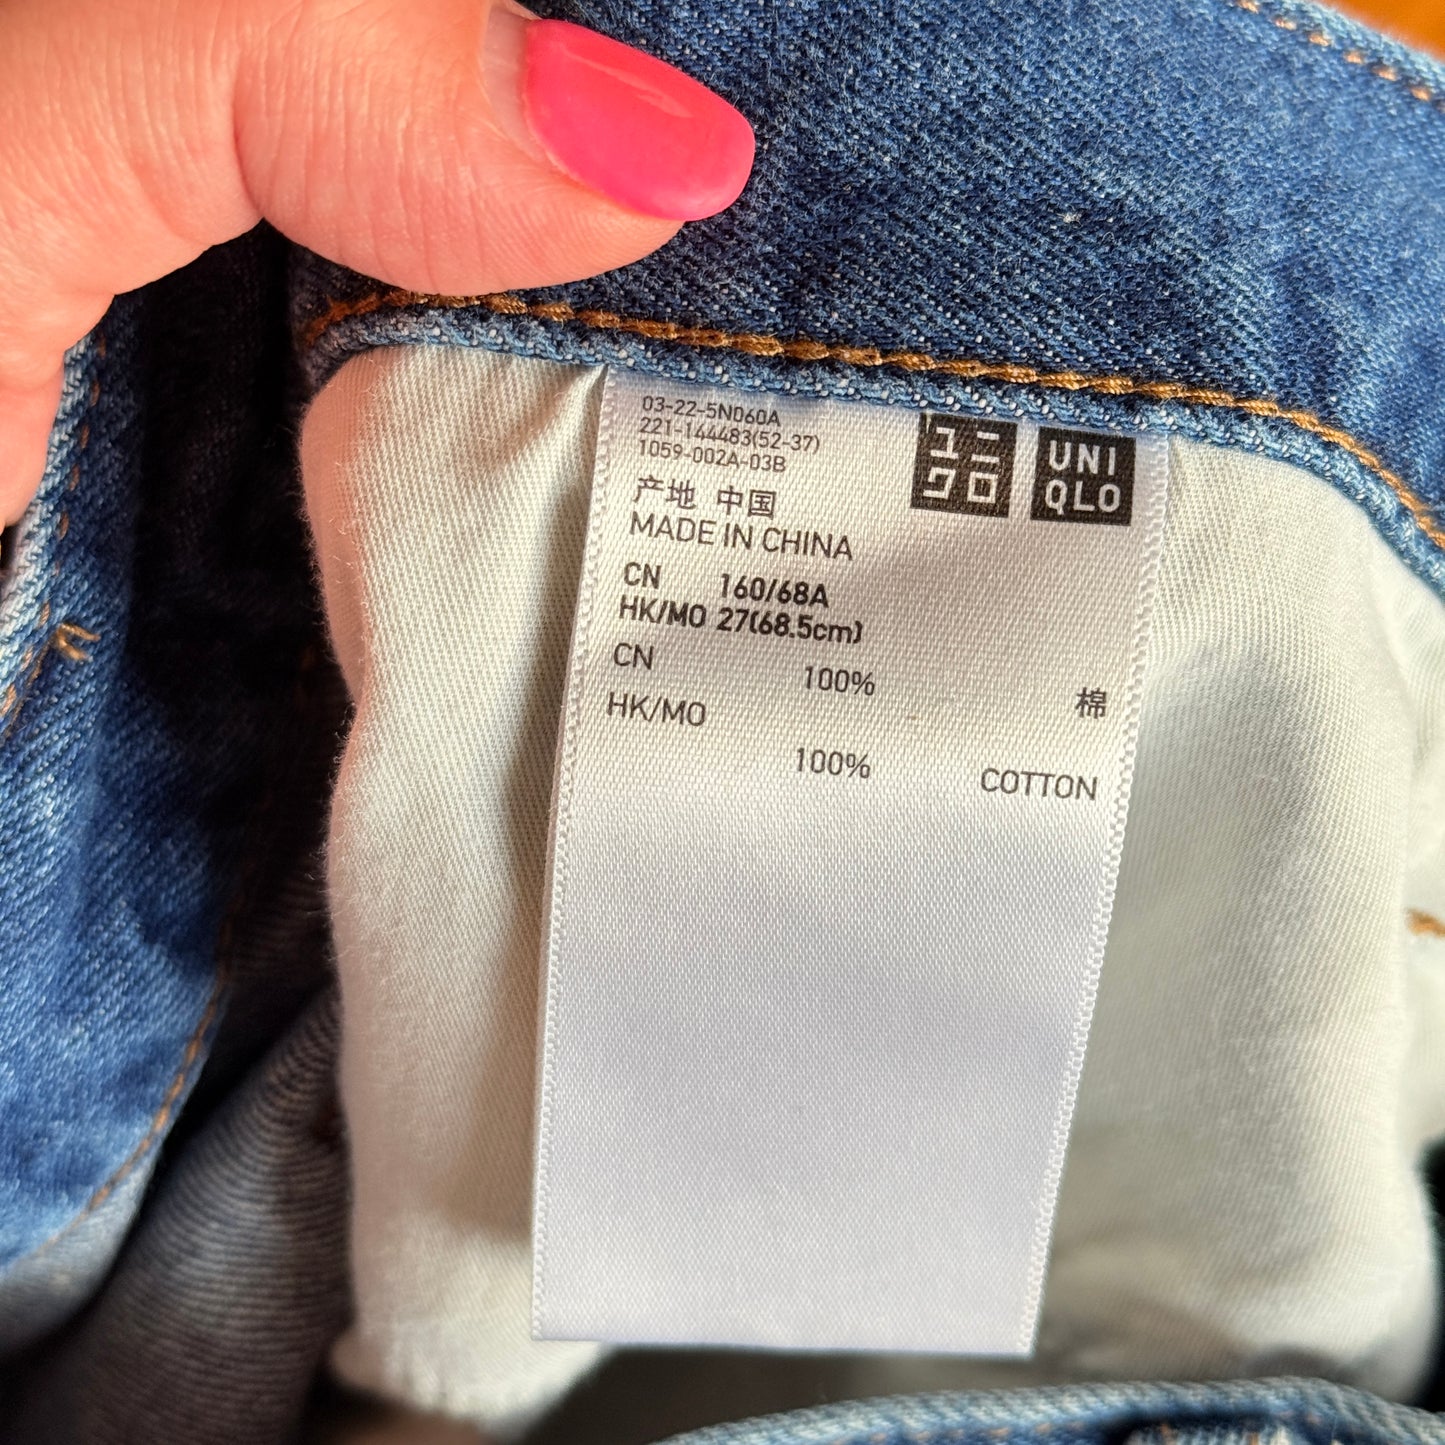 03-22-5N060A
221-144483(52-37)
1059-002A-03B
ユニ
クロ
UNI
QLO
产地 中国
MADE IN CHINA
CN 160/68A
HK/MO 27(68.5cm)
CN
100% 棉
HK/MO
100% COTTON